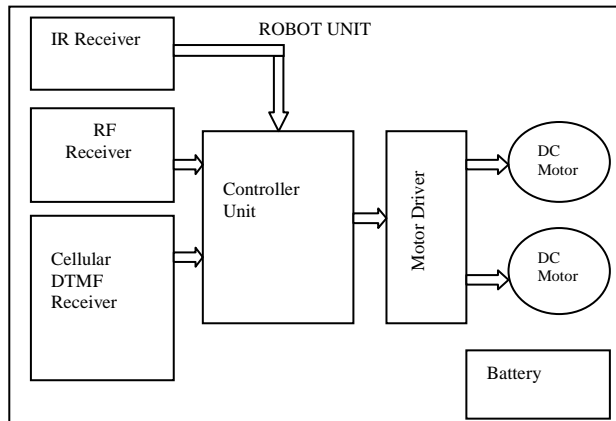 IR Receiver
ROBOT UNIT
RF
Receiver
Controller
Unit
Cellular
DTMF
Receiver
Motor Driver
DC
Motor
DC
Motor
Battery